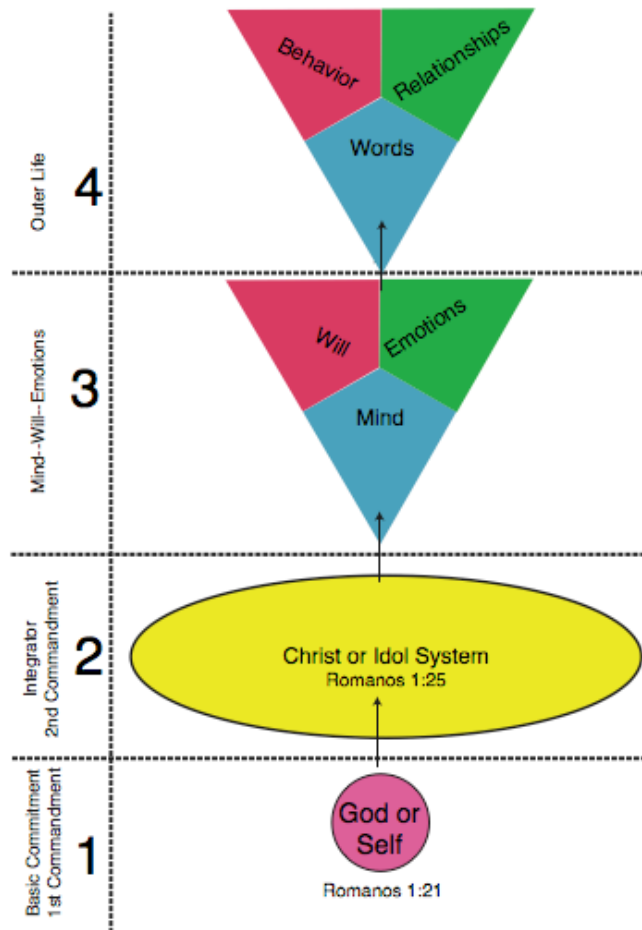 Behavior
Relationships
Words
Outer Life
4
Will
Emotions
Mind
Mind--Will--Emotions
3
Christ or Idol System
Romanos 1:25
Integrator
2nd Commandment
2
God or
Self
Romanos 1:21
Basic Commitment
1st Commandment
1